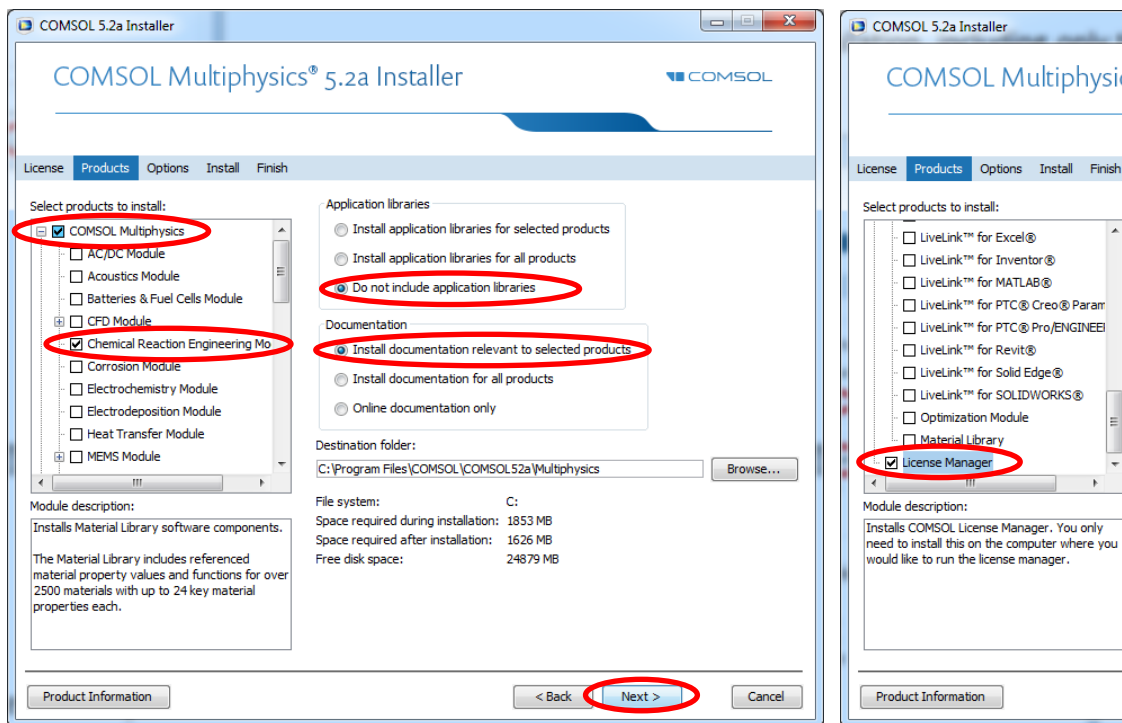 COMSOL 5.2a Installer
COMSOL Multiphysics® 5.2a Installer
COMSOL
License Products Options Install Finish
Select products to install:
COMSOL Multiphysics
AC/DC Module
Acoustics Module
Batteries & Fuel Cells Module
CFD Module
Chemical Reaction Engineering Mo
Corrosion Module
Electrochemistry Module
Electrodeposition Module
Heat Transfer Module
MEMS Module
Module description:
Installs Material Library software components.
The Material Library includes referenced
material property values and functions for over
2500 materials with up to 24 key material
properties each.
Application libraries
Install application libraries for selected products
Install application libraries for all products
Do not include application libraries
Documentation
Install documentation relevant to selected products
Install documentation for all products
Online documentation only
Destination folder:
C:\Program Files\COMSOL\COMSOL52a\Multiphysics
Browse...
File system: C:
Space required during installation: 1853 MB
Space required after installation: 1626 MB
Free disk space: 24879 MB
Product Information
< Back Next > Cancel
COMSOL 5.2a Installer
COMSOL Multiphysic
License Products Options Install Finish
Select products to install:
LiveLink™ for Excel®
LiveLink™ for Inventor®
LiveLink™ for MATLAB®
LiveLink™ for PTC® Creo® Param
LiveLink™ for PTC® Pro/ENGINEEI
LiveLink™ for Revit®
LiveLink™ for Solid Edge®
LiveLink™ for SOLIDWORKS®
Optimization Module
Material Library
License Manager
Module description:
Installs COMSOL License Manager. You only
need to install this on the computer where you
would like to run the license manager.
Product Information